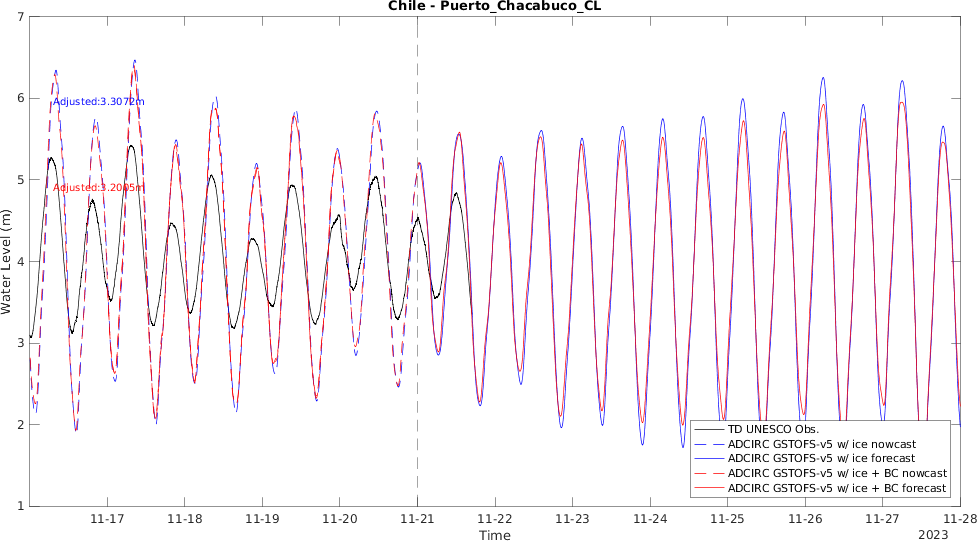 Chile - Puerto_Chacabuco_CL
7
6
5
4
3
2
1
Water Level (m)
Adjusted:3.3072m
Adjusted:3.2005m
TD UNESCO Obs.
ADCIRC GSTOFS-v5 w/ ice nowcast
ADCIRC GSTOFS-v5 w/ ice forecast
ADCIRC GSTOFS-v5 w/ ice + BC nowcast
ADCIRC GSTOFS-v5 w/ ice + BC forecast
11-17 11-18 11-19 11-20 11-21 11-22 11-23 11-24 11-25 11-26 11-27 11-28
Time
2023